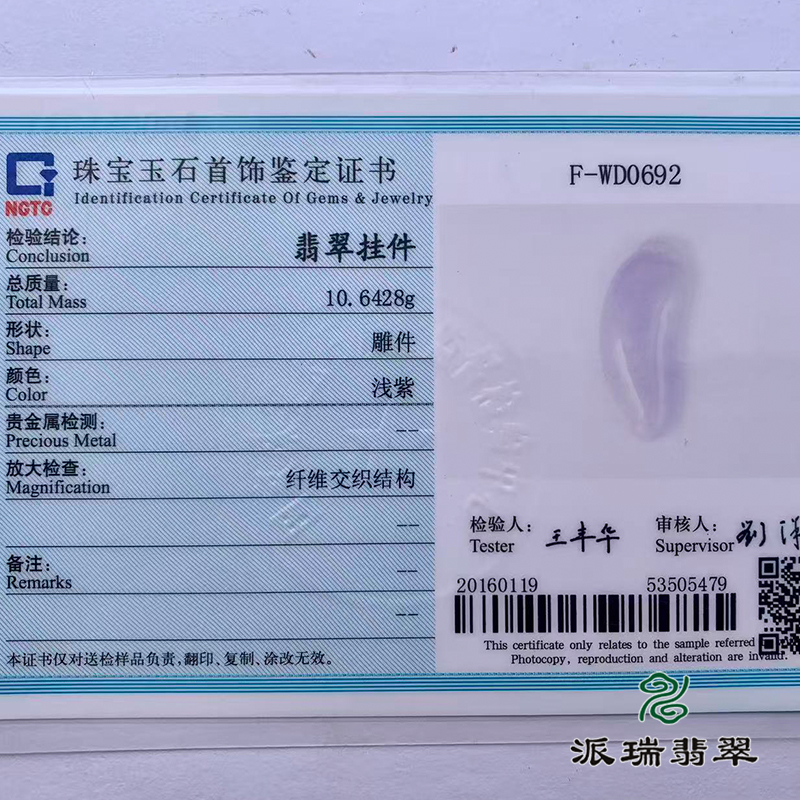 NGTC
珠宝玉石首饰鉴定证书
Identification Certificate Of Gems & Jewelry
检验结论：
Conclusion
翡翠挂件
总质量：
Total Mass
10.6428g
形状：
Shape
雕件
颜色：
Color
浅紫
贵金属检测：
Precious Metal
--
放大检查：
Magnification
纤维交织结构
--
备注：
Remarks
--
--
本证书仅对送检样品负责，翻印、复制、涂改无效。
F-WD0692
检验人：
Tester
王丰华
审核人：
Supervisor
刘
20160119
53505479
This certificate only relates to the sample referred
Photocopy, reproduction and alteration are invalid.
派瑞翡翠